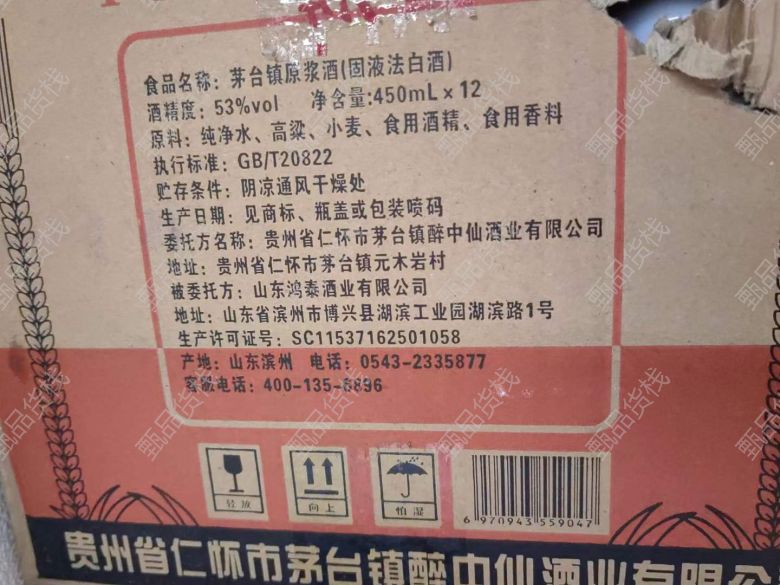 食品名称：茅台镇原浆酒(固液法白酒)
酒精度：53%vol 净含量:450mL×12
原料：纯净水、高粱、小麦、食用酒精、食用香料
执行标准：GB/T20822
贮存条件：阴凉通风干燥处
生产日期：见商标、瓶盖或包装喷码
委托方名称：贵州省仁怀市茅台镇醉中仙酒业有限公司
地址：贵州省仁怀市茅台镇元木岩村
被委托方：山东鸿泰酒业有限公司
地址：山东省滨州市博兴县湖滨工业园湖滨路1号
生产许可证号：SC11537162501058
产地：山东滨州 电话：0543-2335877
客服电话：400-135-6896
轻放 向上 怕湿
6 970943 559047
贵州省仁怀市茅台镇醉中仙酒业有限公
甄品货栈